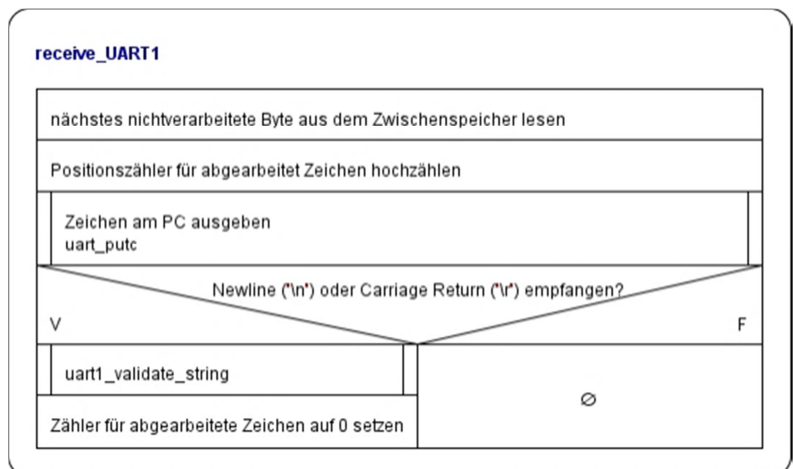 receive_UART1
nächstes nichtverarbeitete Byte aus dem Zwischenspeicher lesen
Positionszähler für abgearbeitet Zeichen hochzählen
Zeichen am PC ausgeben
uart_putc
Newline ('\n') oder Carriage Return ('\r') empfangen?
V
F
uart1_validate_string
∅
Zähler für abgearbeitete Zeichen auf 0 setzen